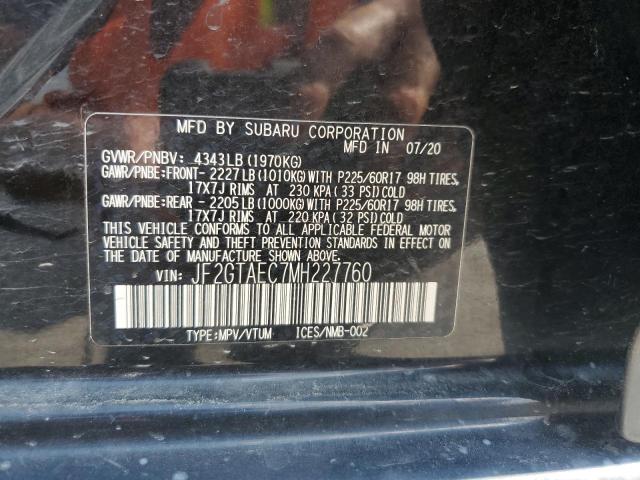 MFD BY SUBARU CORPORATION
MFD IN 07/20
GVWR/PNBV: 4343LB (1970KG)
GAWR/PNBE:FRONT- 2227LB (1010KG) WITH P225/60R17 98H TIRES,
17X7J RIMS AT 230 KPA (33 PSI) COLD
GAWR/PNBE:REAR - 2205LB (1000KG) WITH P225/60R17 98H TIRES,
17X7J RIMS AT 220 KPA (32 PSI) COLD
THIS VEHICLE CONFORMS TO ALL APPLICABLE FEDERAL MOTOR
VEHICLE SAFETY AND THEFT PREVENTION STANDARDS IN EFFECT ON
THE DATE OF MANUFACTURE SHOWN ABOVE.
VIN: JF2GTAEC7MH227760
TYPE:MPV/VTUM ICES/NMB-002